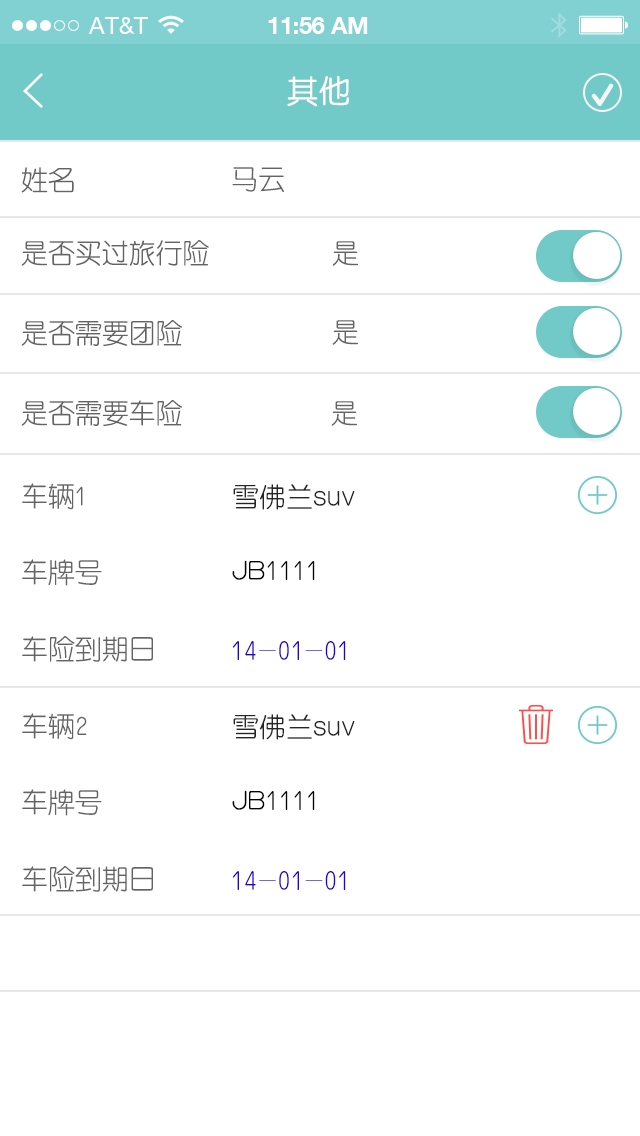 AT&T 11:56 AM
其他
姓名 马云
是否买过旅行险 是
是否需要团险 是
是否需要车险 是
车辆1 雪佛兰suv
车牌号 JB1111
车险到期日 14-01-01
车辆2 雪佛兰suv
车牌号 JB1111
车险到期日 14-01-01